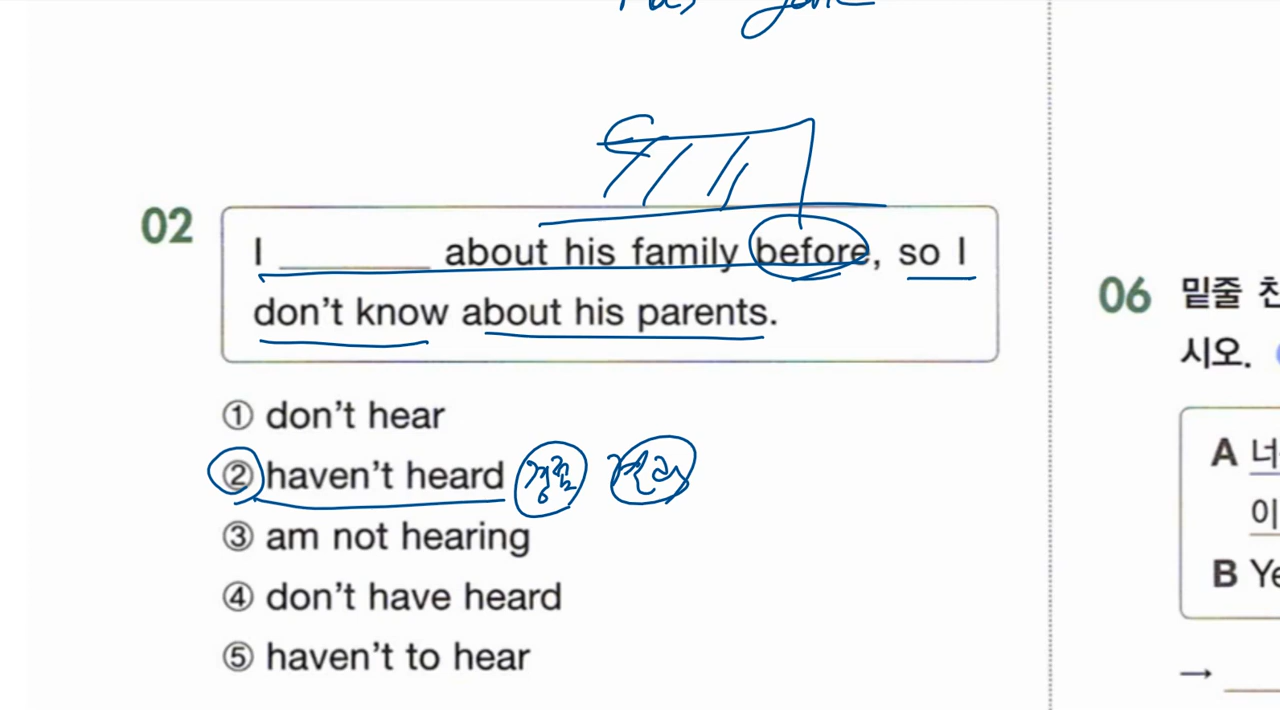 02
I ________ about his family before, so I
don't know about his parents.
① don't hear
② haven't heard 경험
③ am not hearing
④ don't have heard
⑤ haven't to hear
06 밑줄 친
시오.
A 너
이
B Ye
→